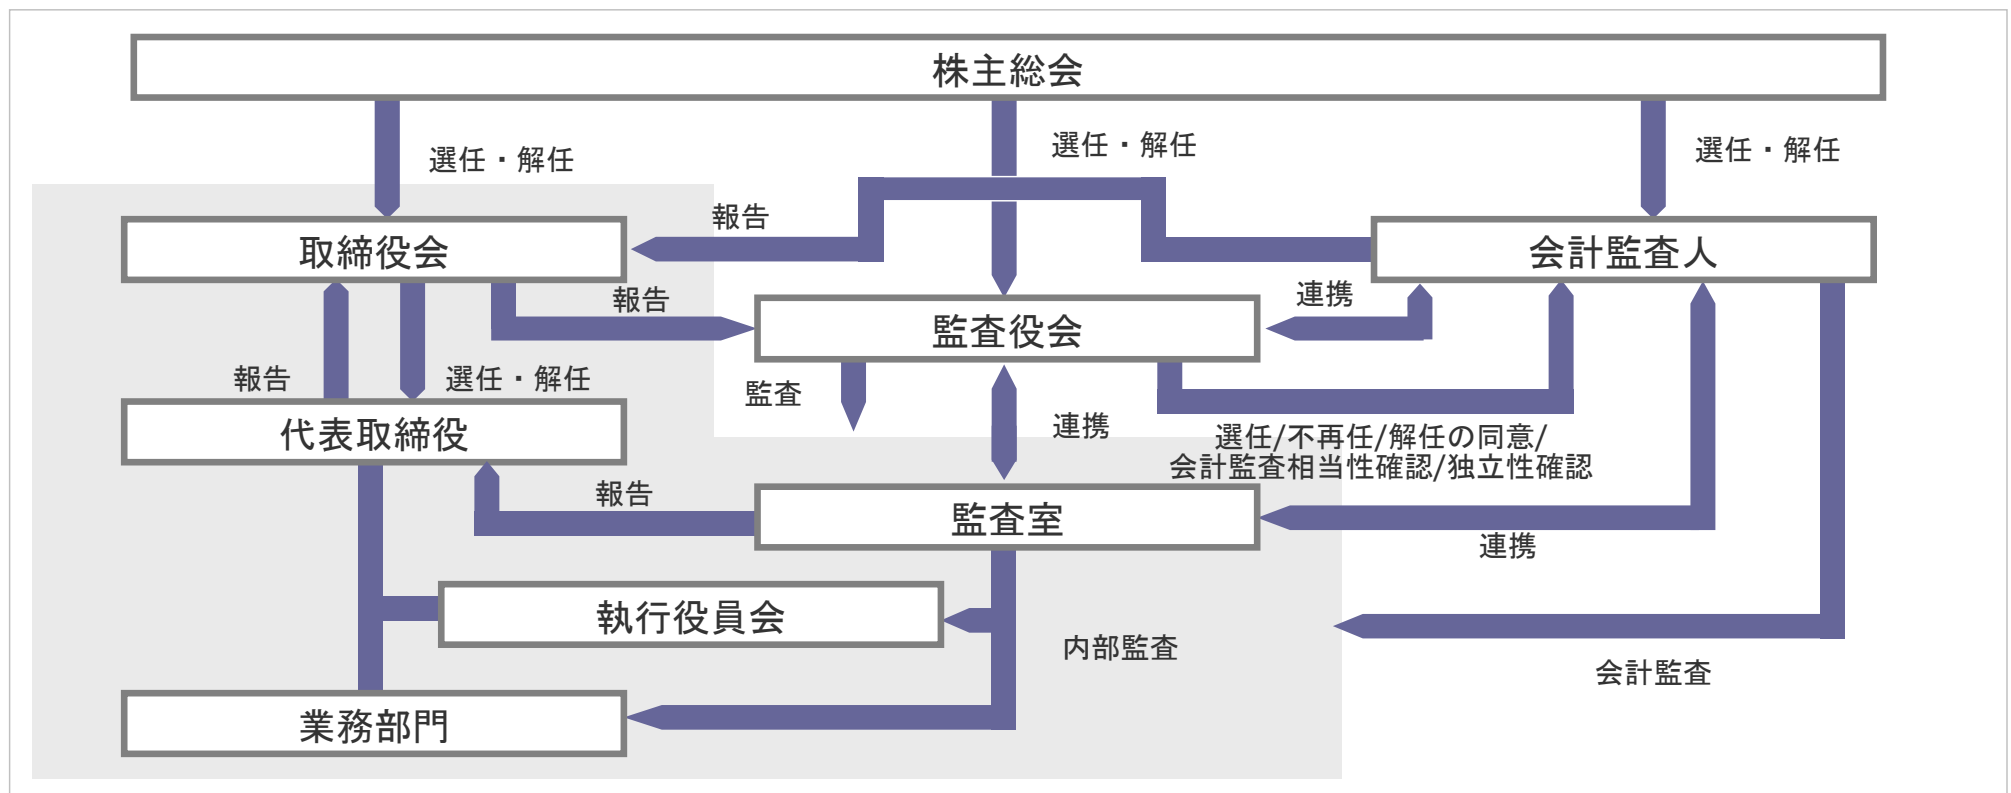 株主総会
選任・解任
選任・解任
選任・解任
報告
取締役会
会計監査人
報告
連携
監査役会
報告
選任・解任
監査
連携
代表取締役
選任/不再任/解任の同意/
会計監査相当性確認/独立性確認
報告
監査室
連携
執行役員会
内部監査
会計監査
業務部門